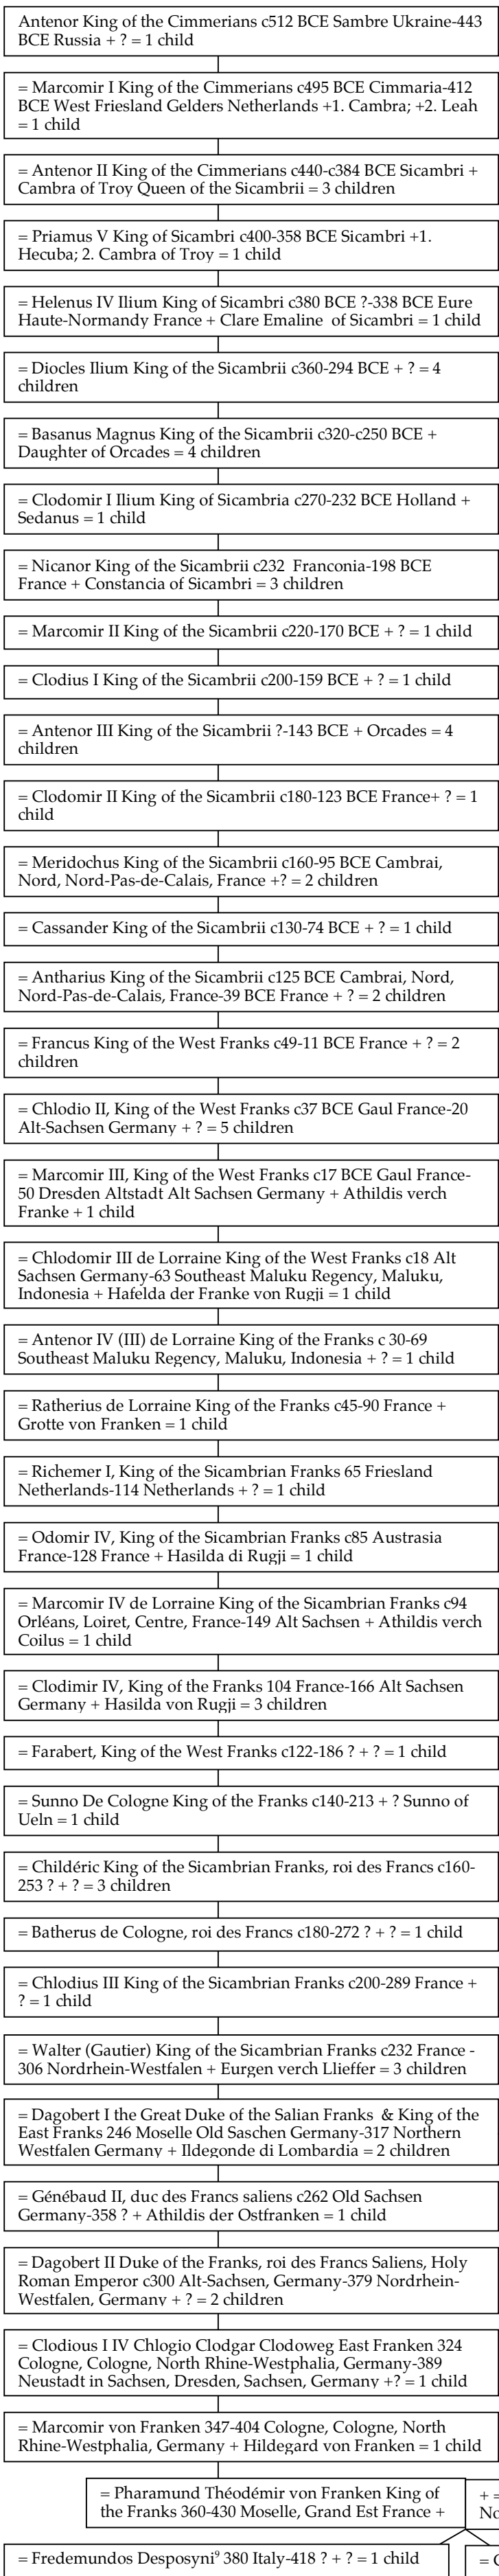 Antenor King of the Cimmerians c512 BCE Sambre Ukraine-443
BCE Russia + ? = 1 child
= Marcomir I King of the Cimmerians c495 BCE Cimmaria-412
BCE West Friesland Gelders Netherlands +1. Cambra; +2. Leah
= 1 child
= Antenor II King of the Cimmerians c440-c384 BCE Sicambri +
Cambra of Troy Queen of the Sicambrii = 3 children
= Priamus V King of Sicambri c400-358 BCE Sicambri +1.
Hecuba; 2. Cambra of Troy = 1 child
= Helenus IV Ilium King of Sicambri c380 BCE ?-338 BCE Eure
Haute-Normandy France + Clare Emaline  of Sicambri = 1 child
= Diocles Ilium King of the Sicambrii c360-294 BCE + ? = 4
children
= Basanus Magnus King of the Sicambrii c320-c250 BCE +
Daughter of Orcades = 4 children
= Clodomir I Ilium King of Sicambria c270-232 BCE Holland +
Sedanus = 1 child
= Nicanor King of the Sicambrii c232  Franconia-198 BCE
France + Constancia of Sicambri = 3 children
= Marcomir II King of the Sicambrii c220-170 BCE + ? = 1 child
= Clodius I King of the Sicambrii c200-159 BCE + ? = 1 child
= Antenor III King of the Sicambrii ?-143 BCE + Orcades = 4
children
= Clodomir II King of the Sicambrii c180-123 BCE France+ ? = 1
child
= Meridochus King of the Sicambrii c160-95 BCE Cambrai,
Nord, Nord-Pas-de-Calais, France +? = 2 children
= Cassander King of the Sicambrii c130-74 BCE + ? = 1 child
= Antharius King of the Sicambrii c125 BCE Cambrai, Nord,
Nord-Pas-de-Calais, France-39 BCE France + ? = 2 children
= Francus King of the West Franks c49-11 BCE France + ? = 2
children
= Chlodio II, King of the West Franks c37 BCE Gaul France-20
Alt-Sachsen Germany + ? = 5 children
= Marcomir III, King of the West Franks c17 BCE Gaul France-
50 Dresden Altstadt Alt Sachsen Germany + Athildis verch
Franke + 1 child
= Chlodomir III de Lorraine King of the West Franks c18 Alt
Sachsen Germany-63 Southeast Maluku Regency, Maluku,
Indonesia + Hafelda der Franke von Rugji = 1 child
= Antenor IV (III) de Lorraine King of the Franks c 30-69
Southeast Maluku Regency, Maluku, Indonesia + ? = 1 child
= Ratherius de Lorraine King of the Franks c45-90 France +
Grotte von Franken = 1 child
= Richemer I, King of the Sicambrian Franks 65 Friesland
Netherlands-114 Netherlands + ? = 1 child
= Odomir IV, King of the Sicambrian Franks c85 Austrasia
France-128 France + Hasilda di Rugji = 1 child
= Marcomir IV de Lorraine King of the Sicambrian Franks c94
Orléans, Loiret, Centre, France-149 Alt Sachsen + Athildis verch
Coilus = 1 child
= Clodimir IV, King of the Franks 104 France-166 Alt Sachsen
Germany + Hasilda von Rugji = 3 children
= Farabert, King of the West Franks c122-186 ? + ? = 1 child
= Sunno De Cologne King of the Franks c140-213 + ? Sunno of
Ueln = 1 child
= Childéric King of the Sicambrian Franks, roi des Francs c160-
253 ? + ? = 3 children
= Batherus de Cologne, roi des Francs c180-272 ? + ? = 1 child
= Chlodius III King of the Sicambrian Franks c200-289 France +
? = 1 child
= Walter (Gautier) King of the Sicambrian Franks c232 France -
306 Nordrhein-Westfalen + Eurgen verch Llieffer = 3 children
= Dagobert I the Great Duke of the Salian Franks  & King of the
East Franks 246 Moselle Old Saschen Germany-317 Northern
Westfalen Germany + Ildegonde di Lombardia = 2 children
= Génébaud II, duc des Francs saliens c262 Old Sachsen
Germany-358 ? + Athildis der Ostfranken = 1 child
= Dagobert II Duke of the Franks, roi des Francs Saliens, Holy
Roman Emperor c300 Alt-Sachsen, Germany-379 Nordrhein-
Westfalen, Germany + ? = 2 children
= Clodious I IV Chlogio Clodgar Clodoweg East Franken 324
Cologne, Cologne, North Rhine-Westphalia, Germany-389
Neustadt in Sachsen, Dresden, Sachsen, Germany +? = 1 child
= Marcomir von Franken 347-404 Cologne, Cologne, North
Rhine-Westphalia, Germany + Hildegard von Franken = 1 child
= Pharamund Théodémir von Franken King of
the Franks 360-430 Moselle, Grand Est France +
+ =
No
= Fredemundos Desposyni⁹ 380 Italy-418 ? + ? = 1 child
=